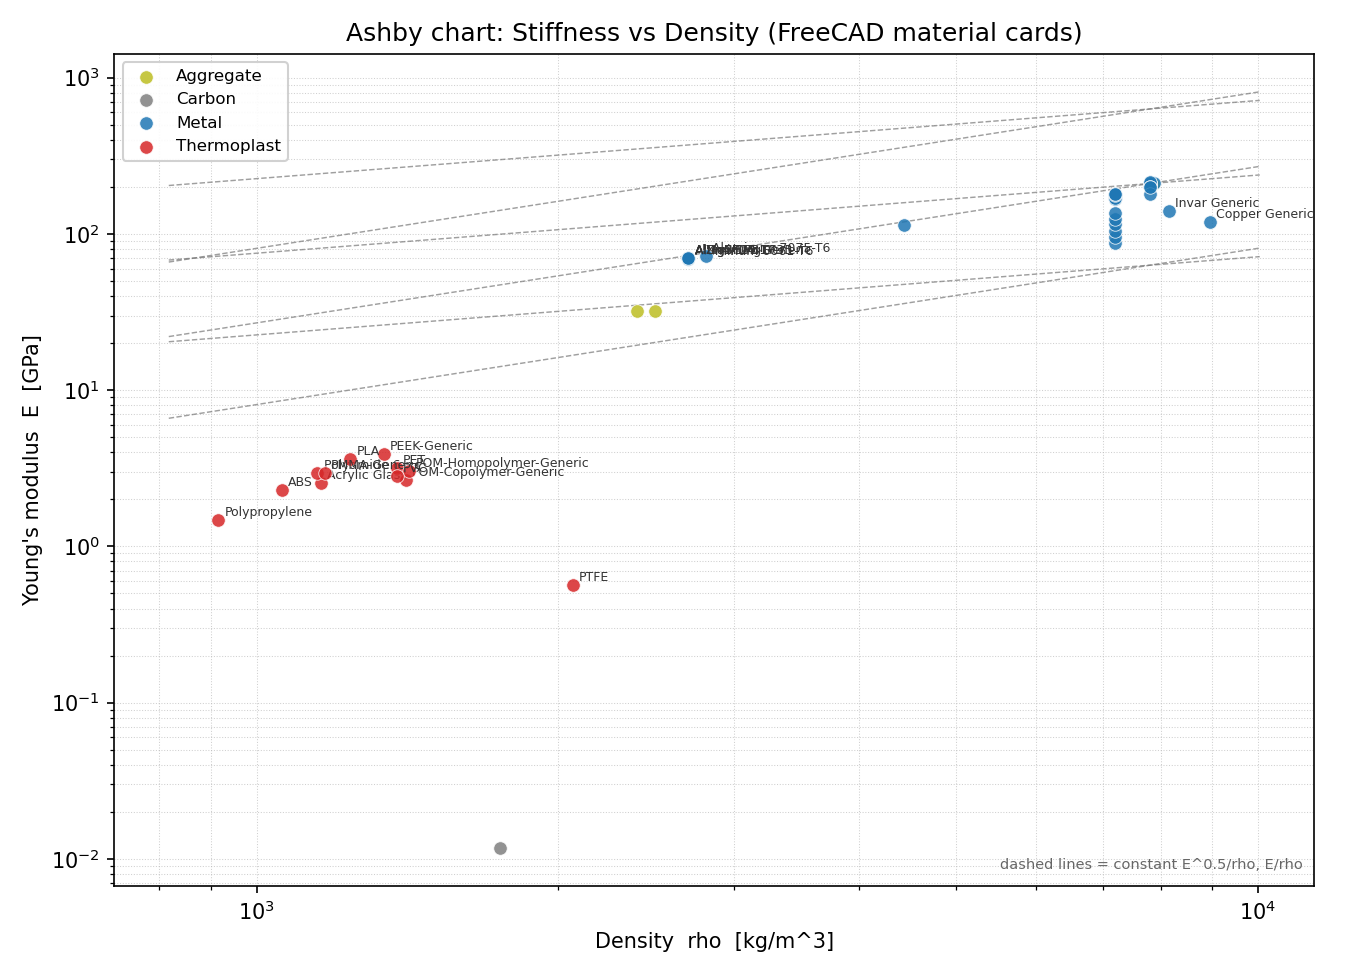 Ashby chart: Stiffness vs Density (FreeCAD material cards)
Aggregate
Carbon
Metal
Thermoplast
10^3
10^2
10^1
10^0
10^-1
10^-2
Young's modulus E [GPa]
Invar Generic
Copper Generic
PLA
PEEK-Generic
PET
POM-Homopolymer-Generic
POM-Copolymer-Generic
ABS
Polypropylene
PTFE
dashed lines = constant E^0.5/rho, E/rho
10^3
10^4
Density rho [kg/m^3]